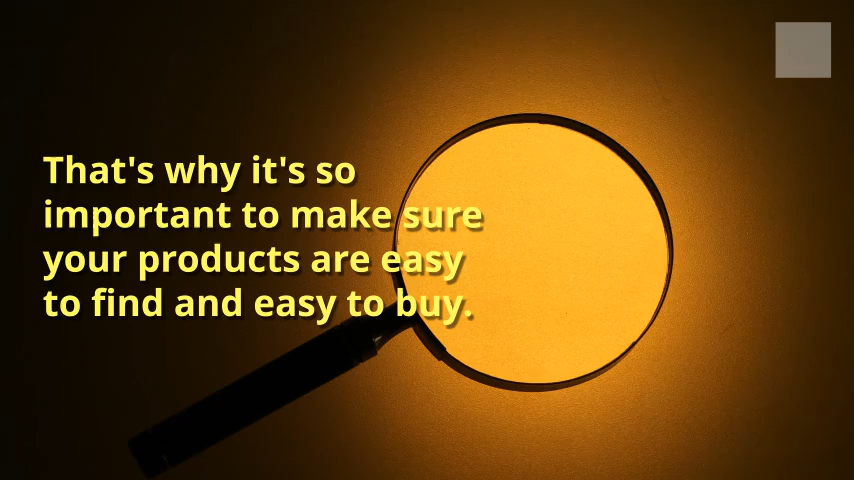 That's why it's so
important to make sure
your products are easy
to find and easy to buy.